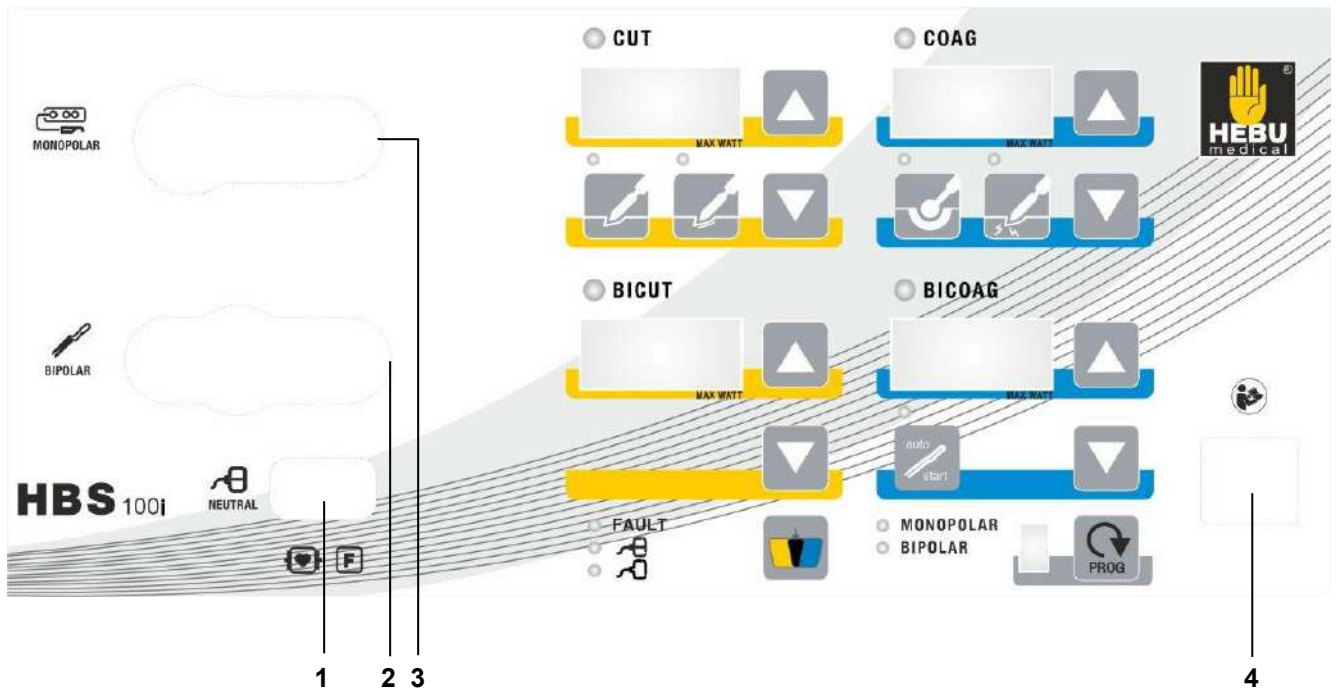 CUT
COAG
MONOPOLAR
MAX WATT
MAX WATT
®
HEBU
medical
BICUT
BICOAG
BIPOLAR
MAX WATT
MAX WATT
auto
start
HBS 100i
NEUTRAL
FAULT
MONOPOLAR
BIPOLAR
F
PROG
1
2
3
4